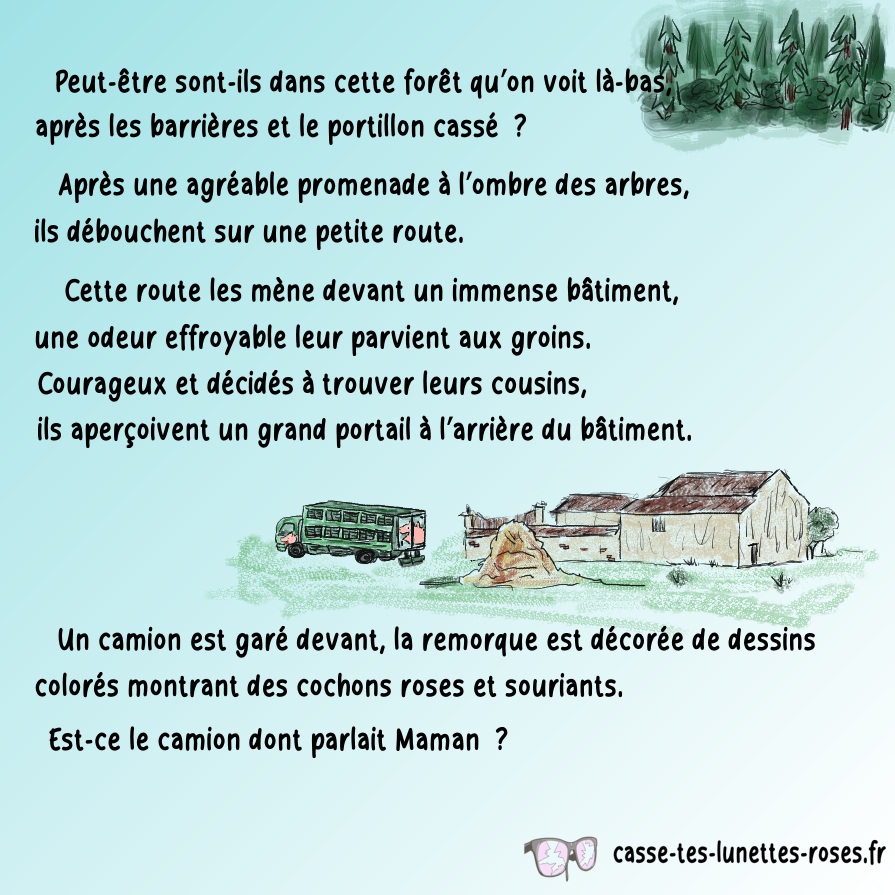 Peut-être sont-ils dans cette forêt qu'on voit là-bas,
après les barrières et le portillon cassé ?
Après une agréable promenade à l'ombre des arbres,
ils débouchent sur une petite route.
Cette route les mène devant un immense bâtiment,
une odeur effroyable leur parvient aux groins.
Courageux et décidés à trouver leurs cousins,
ils aperçoivent un grand portail à l'arrière du bâtiment.
Un camion est garé devant, la remorque est décorée de dessins
colorés montrant des cochons roses et souriants.
Est-ce le camion dont parlait Maman ?
casse-tes-lunettes-roses.fr